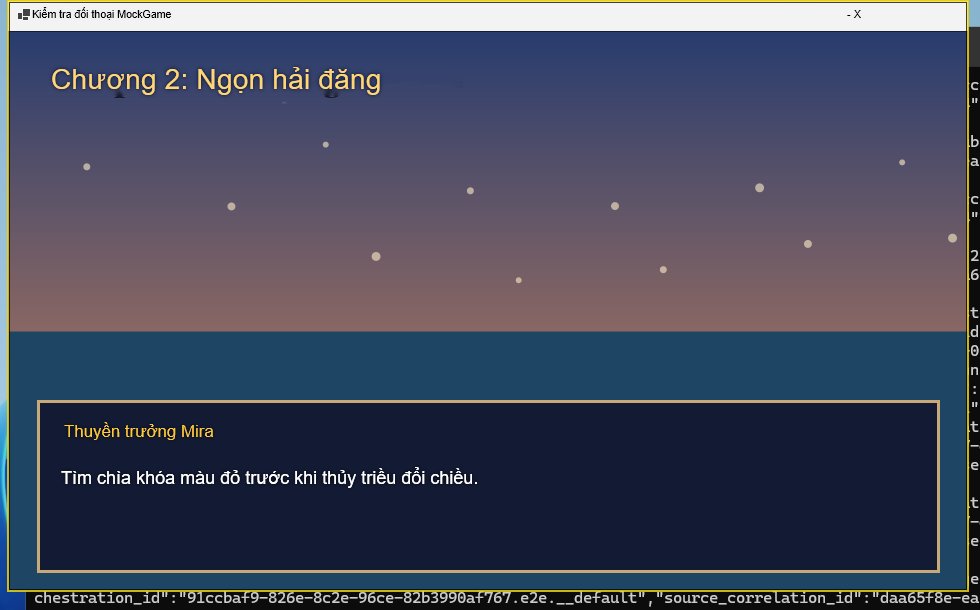 Kiểm tra đối thoại MockGame
- X
Chương 2: Ngọn hải đăng
Thuyền trưởng Mira
Tìm chìa khóa màu đỏ trước khi thủy triều đổi chiều.
chestration_id":"91ccbaf9-826e-8c2e-96ce-82b3990af767.e2e.__default","source_correlation_id":"daa65f8e-ee